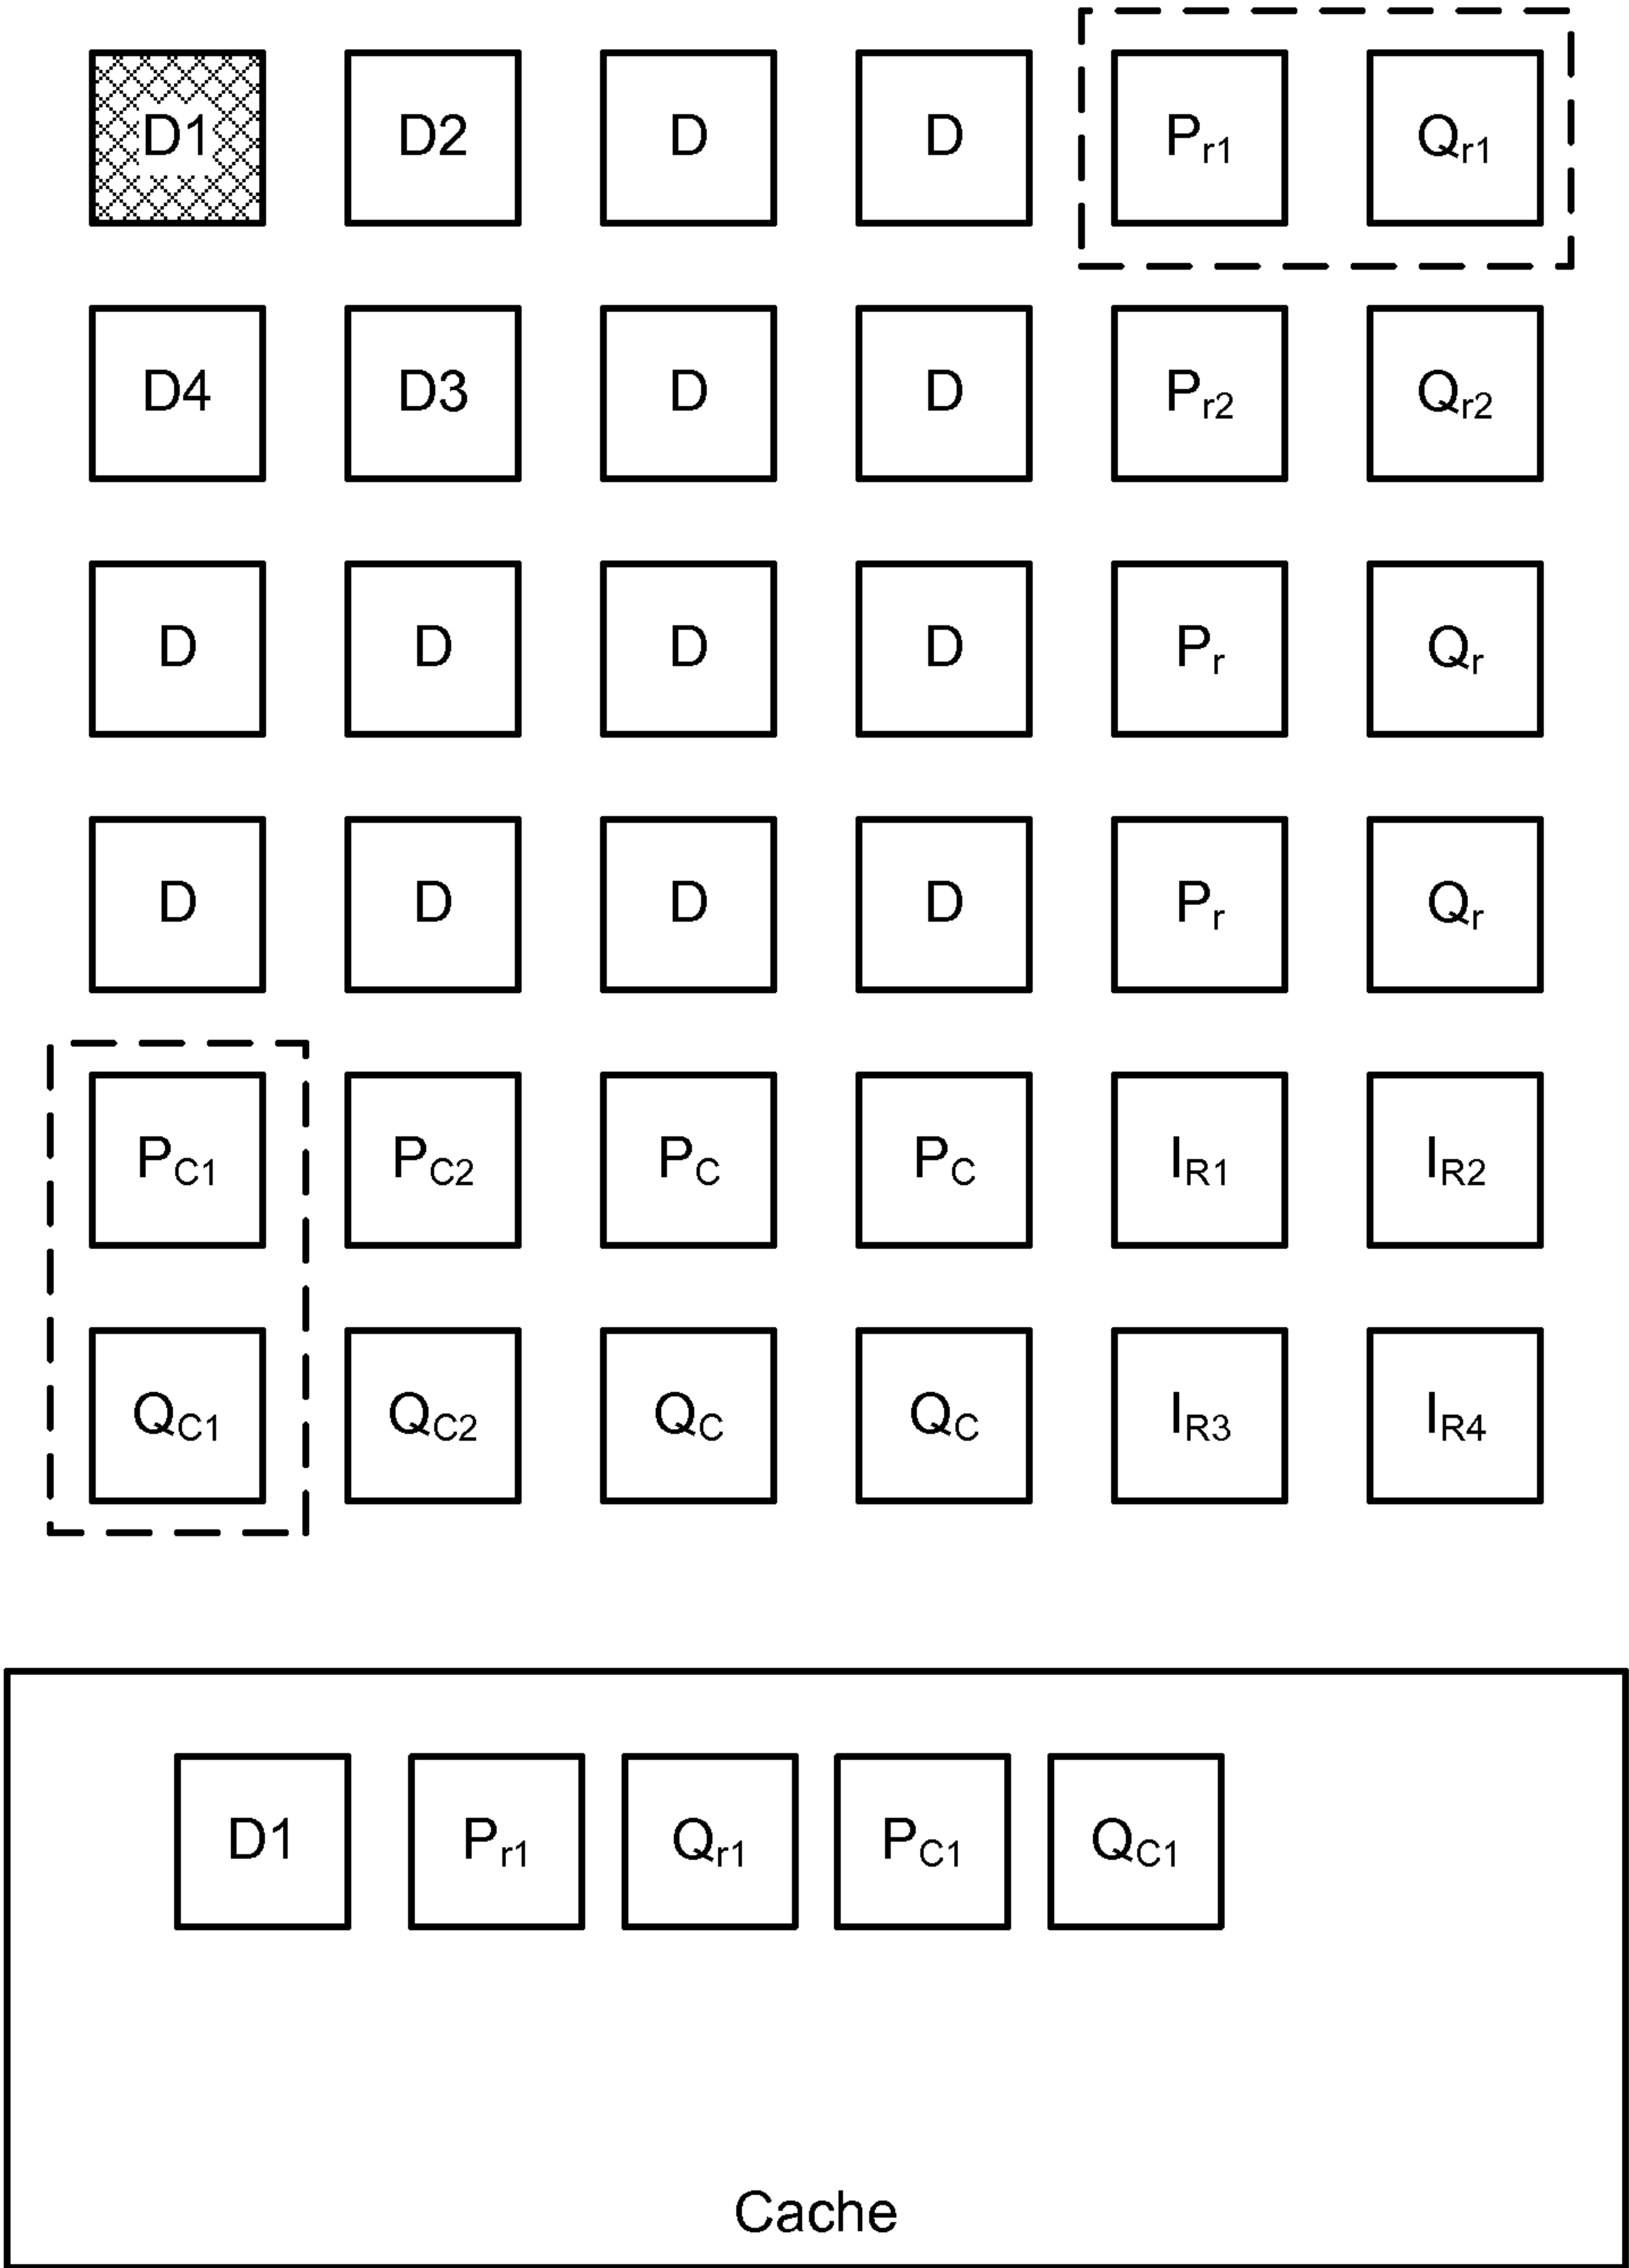 D1 D2 D D Pr1 Qr1
D4 D3 D D Pr2 Qr2
D D D D Pr Qr
D D D D Pr Qr
PC1 PC2 PC PC IR1 IR2
QC1 QC2 QC QC IR3 IR4
D1 Pr1 Qr1 PC1 QC1
Cache